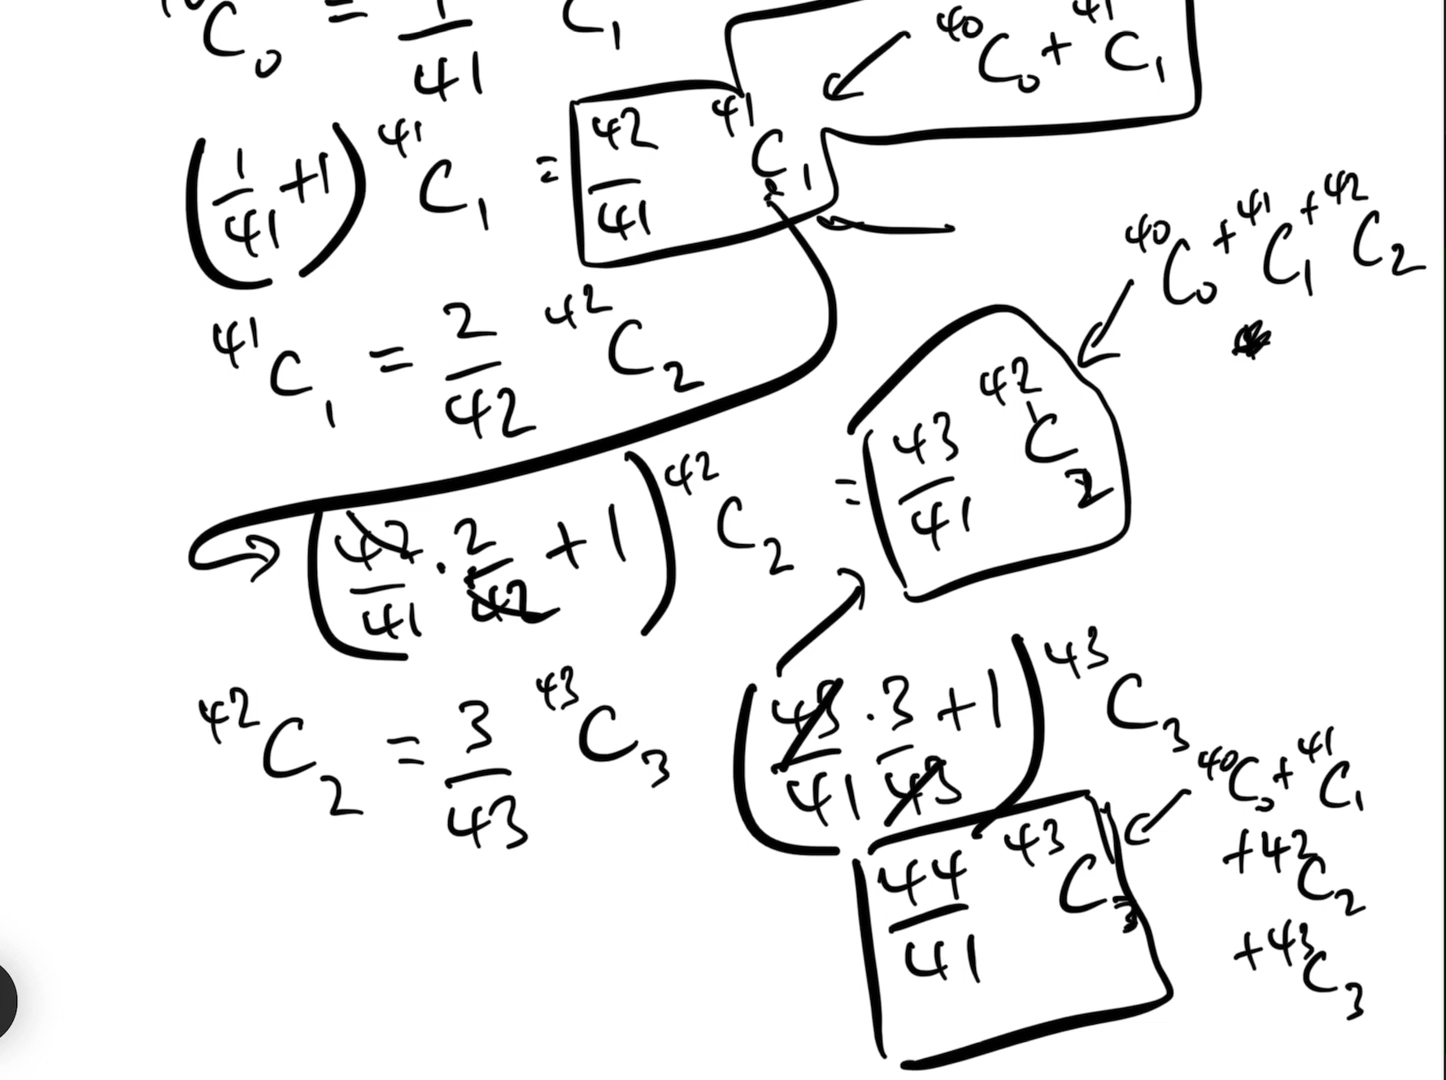 ⁴⁰C₀ = 1/41 C₁
⁴⁰C₀ + ⁴¹C₁
(1/41 + 1) ⁴¹C₁ = 42/41 ⁴¹C₁
⁴⁰C₀ + ⁴¹C₁ + ⁴²C₂
⁴¹C₁ = 2/42 ⁴²C₂
(42/41 · 2/42 + 1) ⁴²C₂ = 43/41 ⁴²C₂
⁴²C₂ = 3/43 ⁴³C₃
(43/41 · 3/43 + 1) ⁴³C₃
44/41 ⁴³C₃
⁴⁰C₀ + ⁴¹C₁
+ ⁴²C₂
+ ⁴³C₃